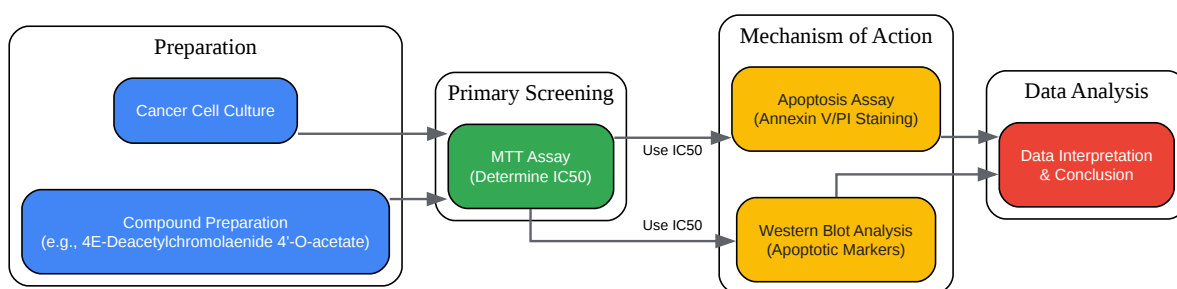 Preparation
Cancer Cell Culture
Compound Preparation
(e.g., 4E-Deacetylchromolaenide 4'-O-acetate)
Primary Screening
MTT Assay
(Determine IC50)
Use IC50
Use IC50
Mechanism of Action
Apoptosis Assay
(Annexin V/PI Staining)
Western Blot Analysis
(Apoptotic Markers)
Data Analysis
Data Interpretation
& Conclusion